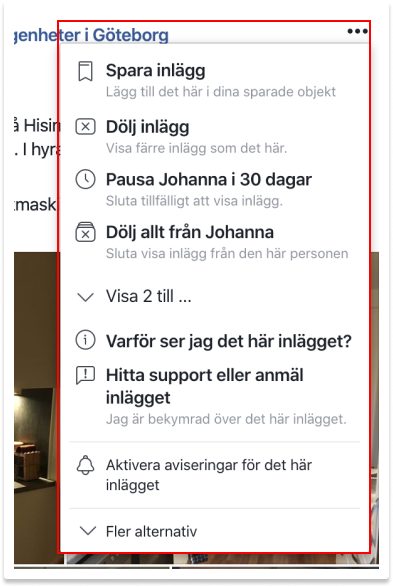 genheter i Göteborg
Spara inlägg
Lägg till det här i dina sparade objekt
å Hisin
Dölj inlägg
Visa färre inlägg som det här.
. I hyra
Pausa Johanna i 30 dagar
Sluta tillfälligt att visa inlägg.
kmask
Dölj allt från Johanna
Sluta visa inlägg från den här personen
Visa 2 till ...
Varför ser jag det här inlägget?
Hitta support eller anmäl
inlägget
Jag är bekymrad över det här inlägget.
Aktivera aviseringar för det här
inlägget
Fler alternativ